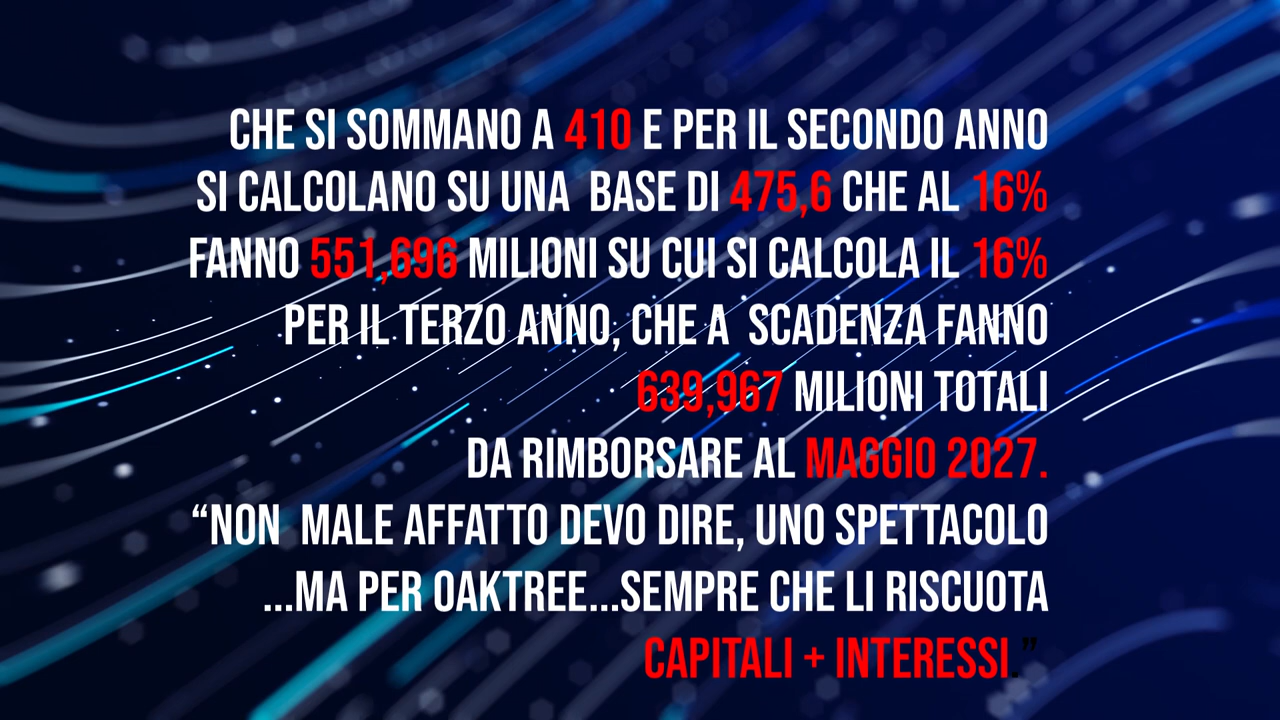 CHE SI SOMMANO A 410 E PER IL SECONDO ANNO
SI CALCOLANO SU UNA BASE DI 475,6 CHE AL 16%
FANNO 551,696 MILIONI SU CUI SI CALCOLA IL 16%
PER IL TERZO ANNO, CHE A SCADENZA FANNO
639,967 MILIONI TOTALI
DA RIMBORSARE AL MAGGIO 2027.
“NON MALE AFFATTO DEVO DIRE, UNO SPETTACOLO
...MA PER OAKTREE...SEMPRE CHE LI RISCUOTA
CAPITALI + INTERESSI.”